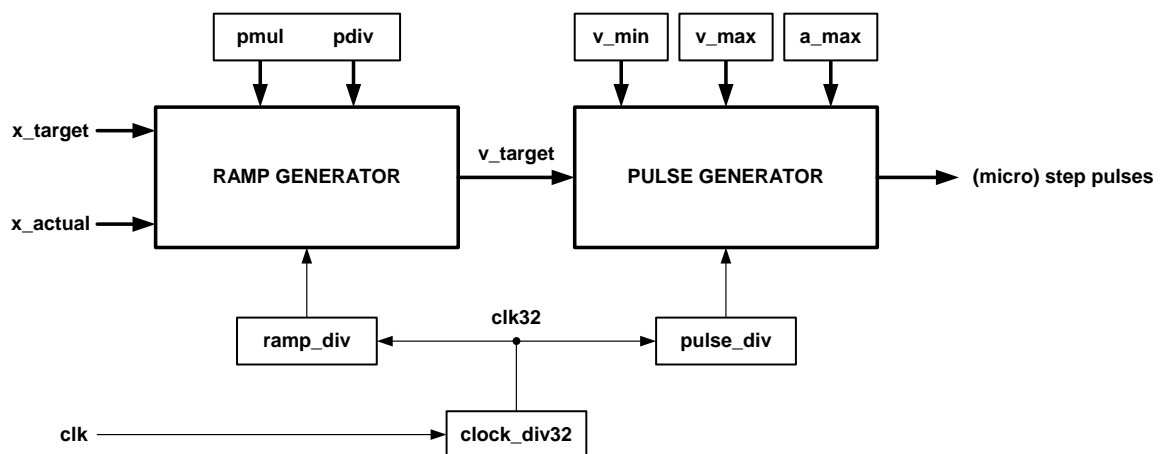 pmul pdiv
v_min
v_max
a_max
x_target
x_actual
RAMP GENERATOR
v_target
PULSE GENERATOR
(micro) step pulses
ramp_div
clk32
pulse_div
clk
clock_div32